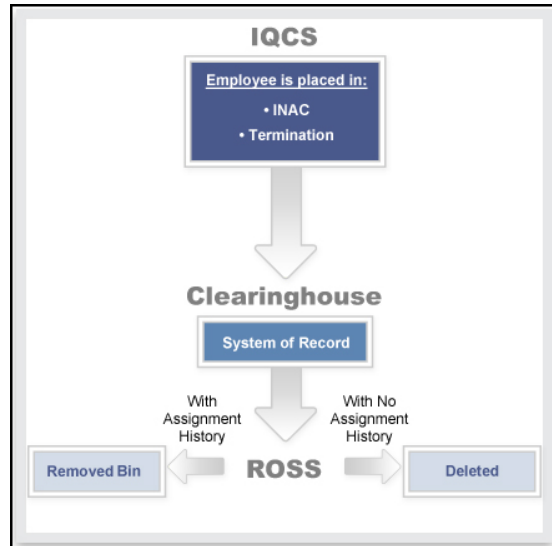 IQCS
Employee is placed in:
• INAC
• Termination
Clearinghouse
System of Record
With
Assignment
History
With No
Assignment
History
Removed Bin
ROSS
Deleted